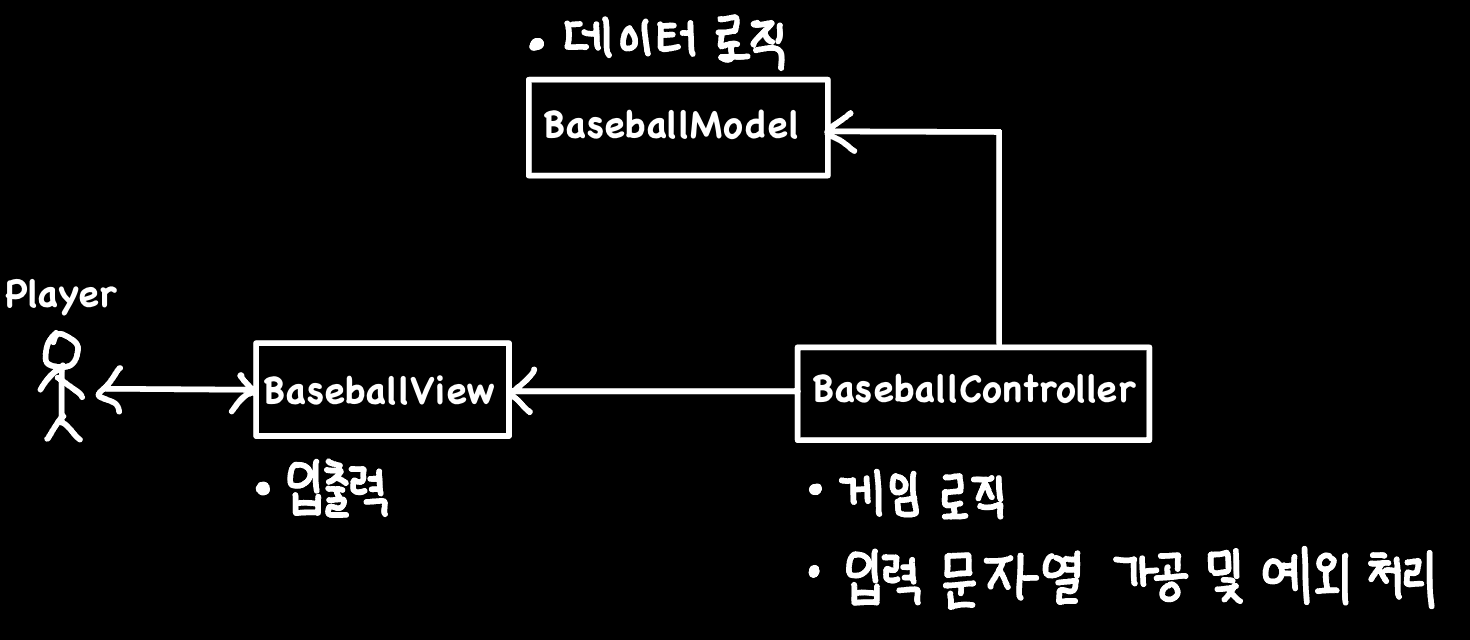 • 데이터 로직
BaseballModel
Player
BaseballView
BaseballController
• 입출력
• 게임 로직
• 입력 문자열 가공 및 예외 처리